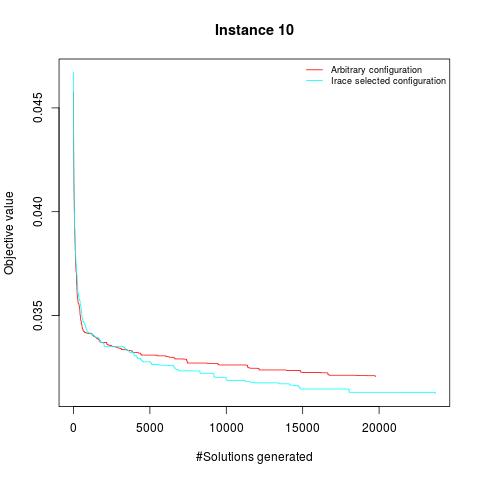 Instance 10
Arbitrary configuration
Irace selected configuration
Objective value
0.045
0.040
0.035
0 5000 10000 15000 20000
#Solutions generated